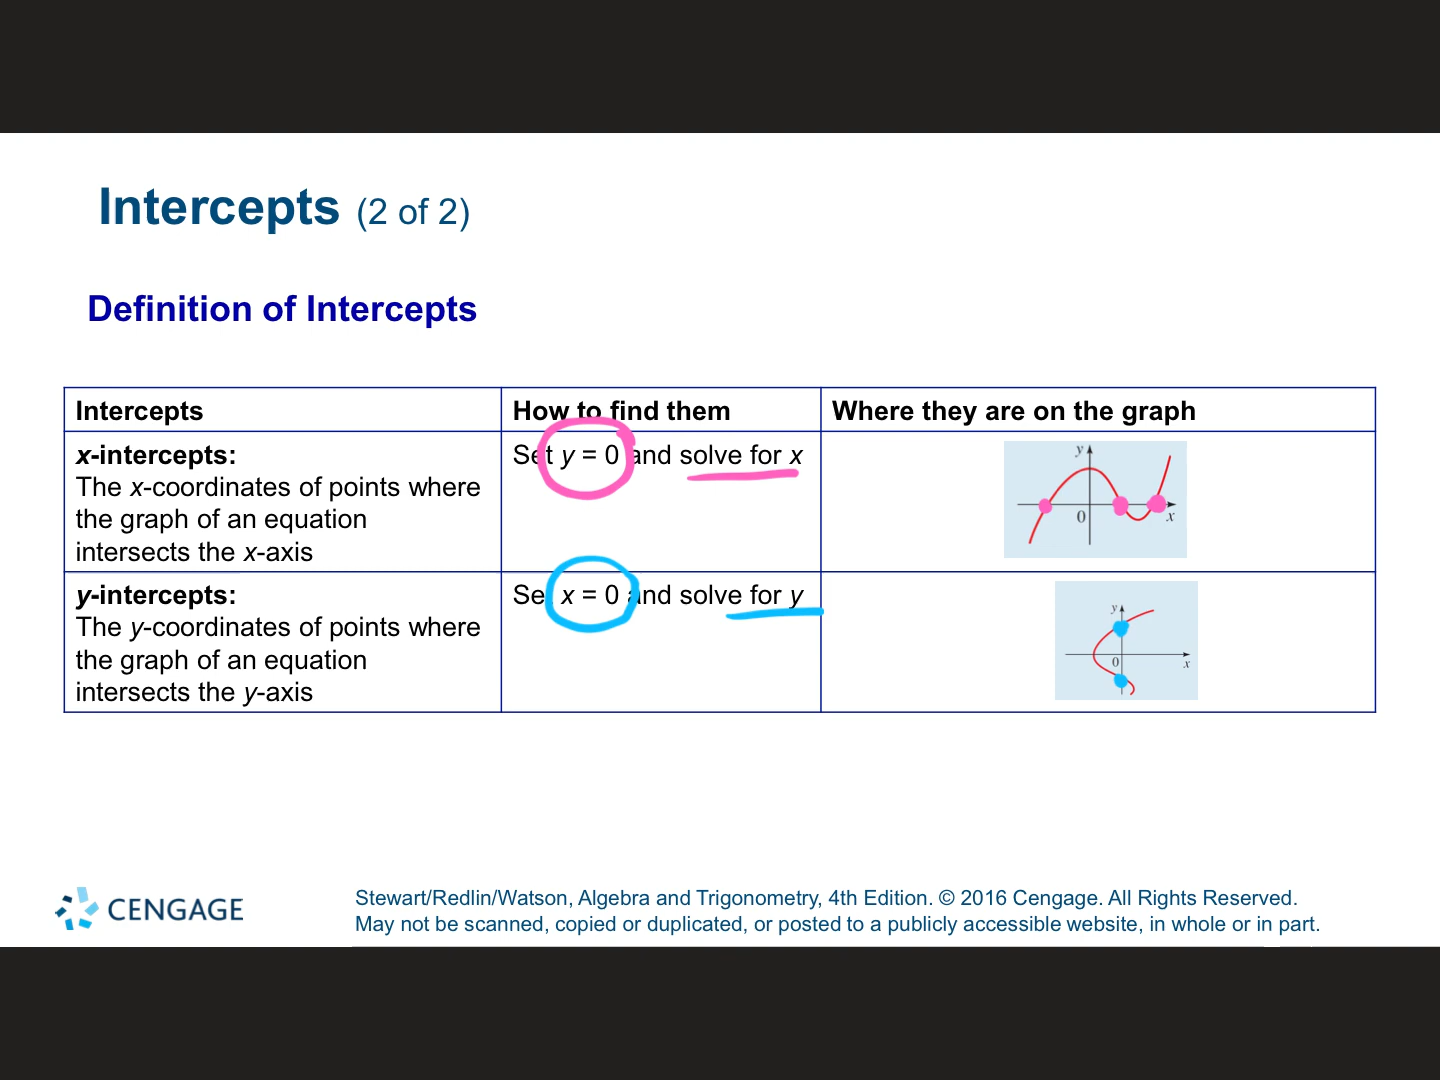 Intercepts (2 of 2)
Definition of Intercepts
Intercepts
How to find them
Where they are on the graph
x-intercepts:
The x-coordinates of points where
the graph of an equation
intersects the x-axis
Set y = 0 and solve for x
y
0
x
y-intercepts:
The y-coordinates of points where
the graph of an equation
intersects the y-axis
Set x = 0 and solve for y
y
0
x
CENGAGE
Stewart/Redlin/Watson, Algebra and Trigonometry, 4th Edition. © 2016 Cengage. All Rights Reserved.
May not be scanned, copied or duplicated, or posted to a publicly accessible website, in whole or in part.